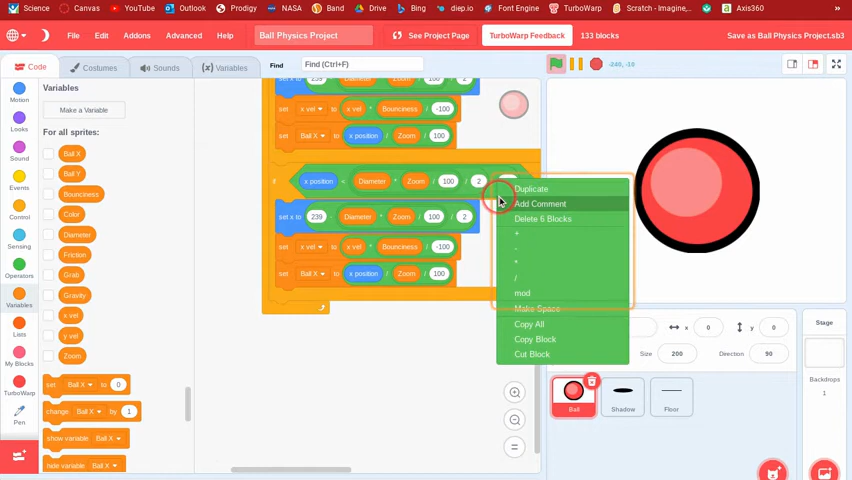 Science Canvas YouTube Outlook Prodigy NASA Band Drive diep.io Bing Font Engine TurboWarp Scratch - Imagine,... Ballad Axis360 »
File Edit Addons Advanced Ball Physics Project See Project Page TurboWarp Feedback 133 blocks Save as Ball Physics Project.sb3
Code Costumes Sounds (x) Variables Find Find (Ctrl+F) -240, -10
Motion
Looks
Sound
Events
Control
Sensing
Operators
Variables
Lists
My Blocks
TurboWarp
Pen
Variables
Make a Variable
For all sprites:
Ball X
Ball Y
Bounciness
Color
Diameter
Friction
Grab
Gravity
x vel
y vel
Zoom
set Ball X to 0
change Ball X by 1
show variable Ball X
hide variable Ball X
set x to 239 - Diameter * Zoom / 100 / 2
set x vel to x vel * Bounciness / -100
set Ball X to x position / Zoom / 100
if x position < Diameter * Zoom / 100 / 2
set x to 239 - Diameter * Zoom / 100 / 2
set x vel to x vel * Bounciness / -100
set Ball X to x position / Zoom / 100
Duplicate
Add Comment
Delete 6 Blocks
+
-
*
/
mod
Make Space
Copy All
Copy Block
Cut Block
x 0 y 0
Size 200 Direction 90
Ball Shadow Floor
Stage
Backdrops
1